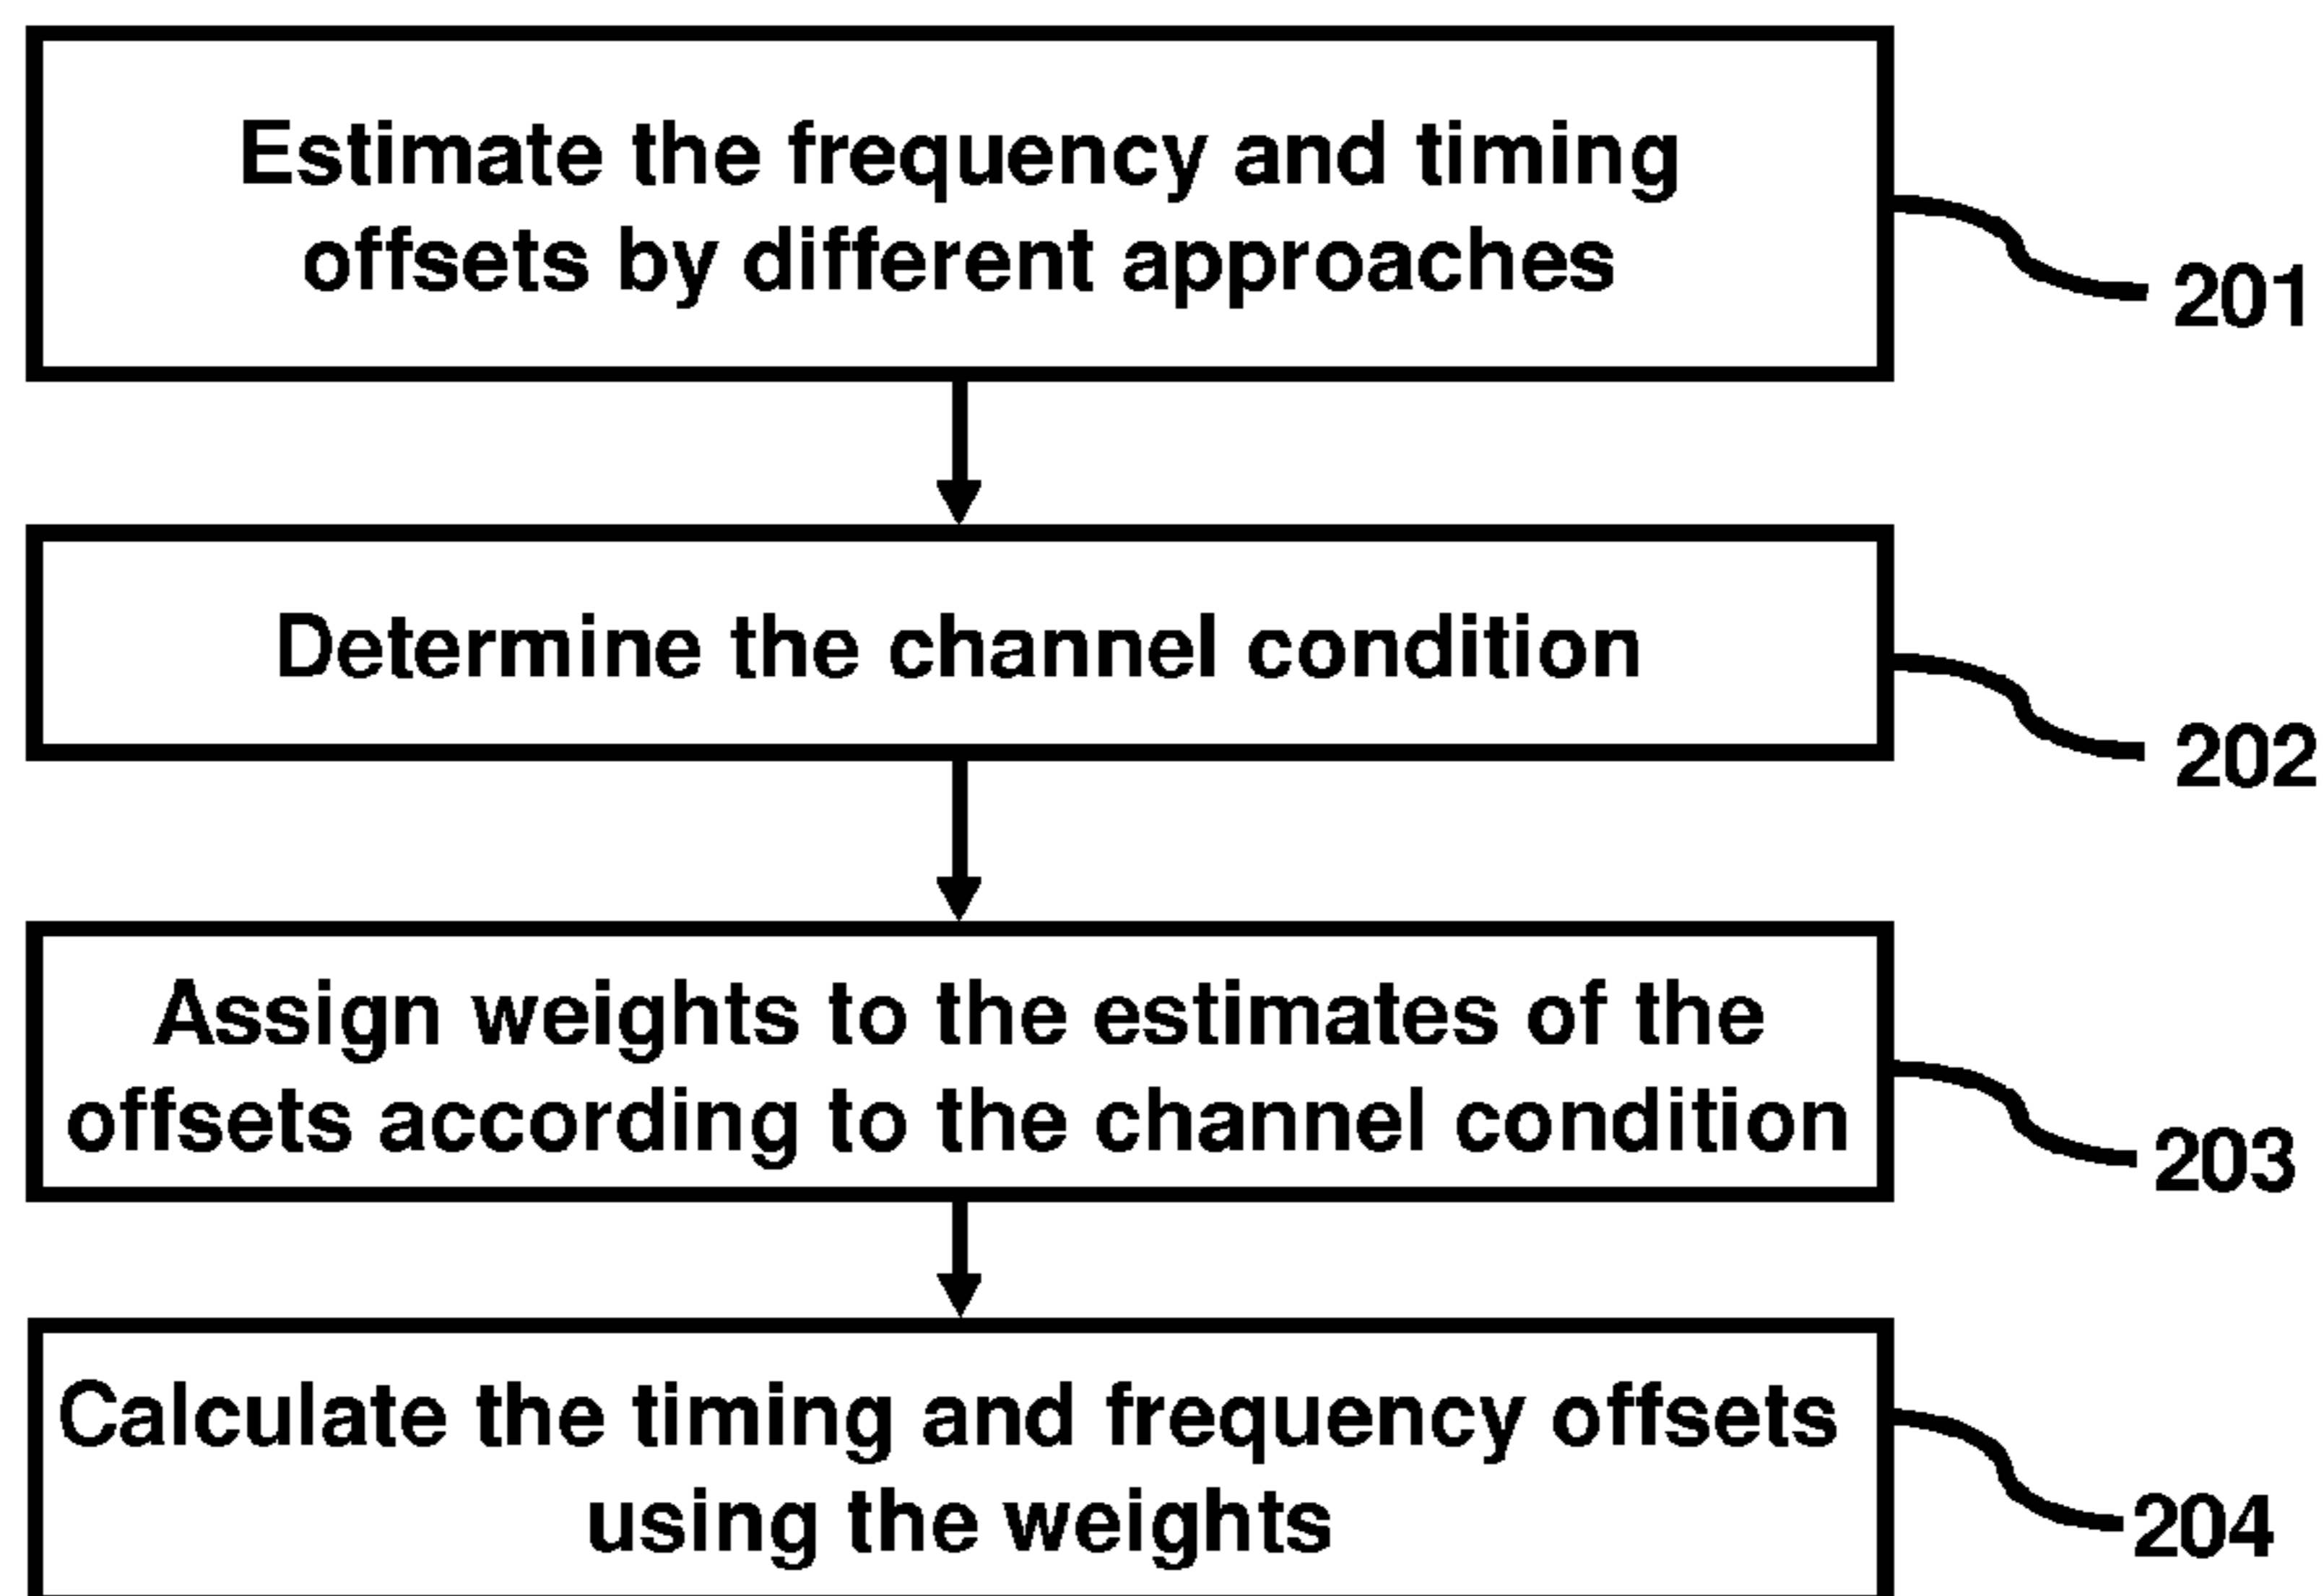 Estimate the frequency and timing
offsets by different approaches
201
Determine the channel condition
202
Assign weights to the estimates of the
offsets according to the channel condition
203
Calculate the timing and frequency offsets
using the weights
204